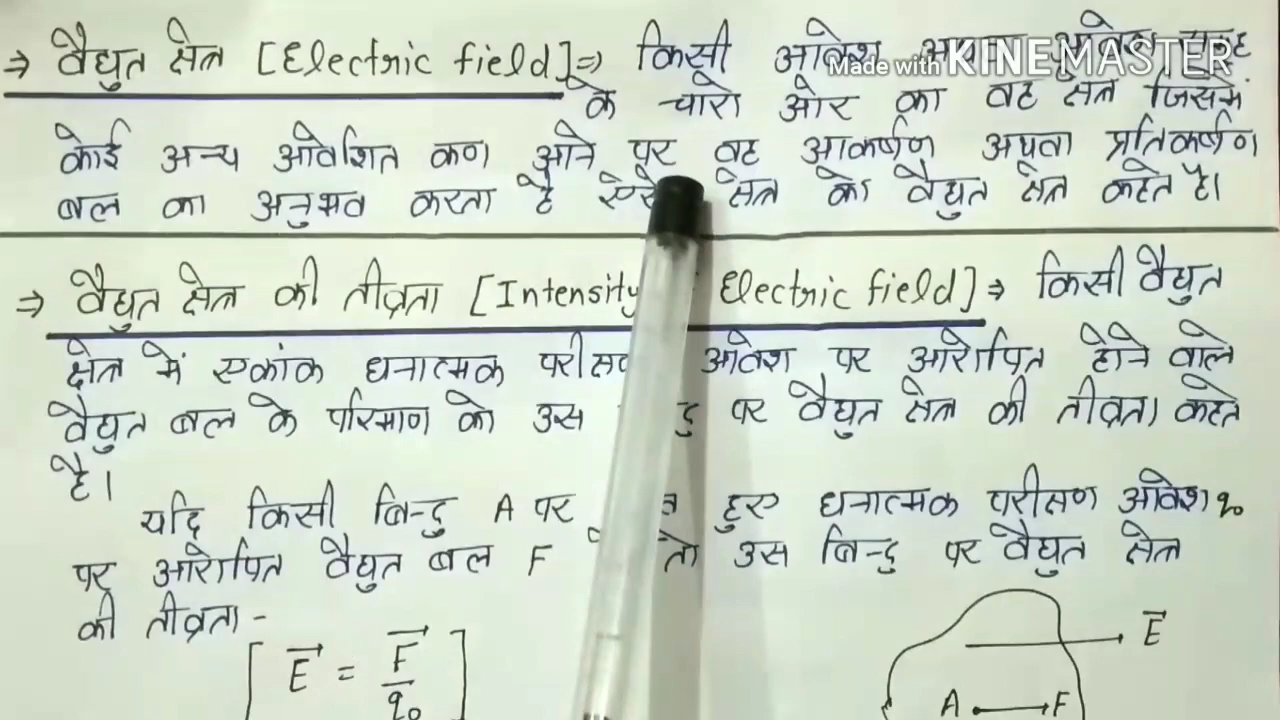 ⇒ वैद्युत क्षेत्र [Electric field] ⇒ किसी आवेश अथवा आवेश समूह
Made with KINEMASTER
के चारो ओर का वह क्षेत्र जिसमें
कोई अन्य आवेशित कण आने पर वह आकर्षण अथवा प्रतिकर्षण
बल का अनुभव करता है ऐसे क्षेत्र को वैद्युत क्षेत्र कहते है।
⇒ वैद्युत क्षेत्र की तीव्रता [Intensity Electric field] ⇒ किसी वैद्युत
क्षेत्र में एकांक धनात्मक आवेश पर आरोपित होने वाले
वैद्युत बल के परिमाण को उस पर वैद्युत क्षेत्र की तीव्रता कहते
है।
यदि किसी बिन्दु A पर हुए धनात्मक परीक्षण आवेश q₀
पर आरोपित वैद्युत बल F तो उस बिन्दु पर वैद्युत क्षेत्र
की तीव्रता -
[ E⃗ = F⃗/q₀ ]
E⃗
A F